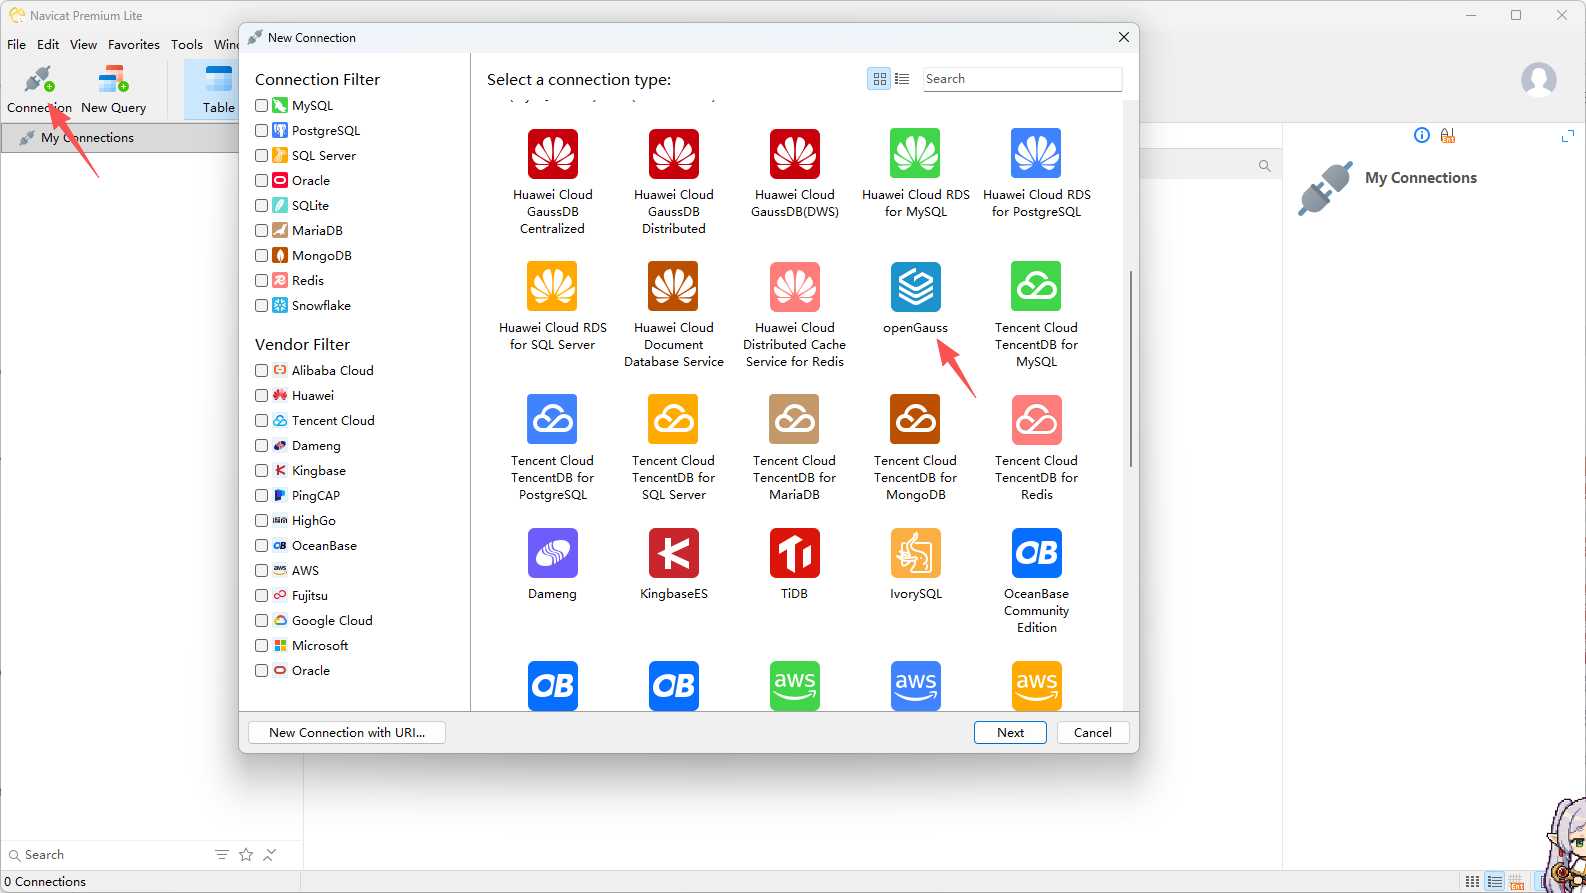 Navicat Premium Lite
File Edit View Favorites Tools
New Connection
Connection New Query Table
My Connections
Connection Filter
MySQL
PostgreSQL
SQL Server
Oracle
SQLite
MariaDB
MongoDB
Redis
Snowflake
Vendor Filter
Alibaba Cloud
Huawei
Tencent Cloud
Dameng
Kingbase
PingCAP
HighGo
OceanBase
aws AWS
Fujitsu
Google Cloud
Microsoft
Oracle
Select a connection type:
Search
Huawei Cloud
GaussDB
Centralized
Huawei Cloud
GaussDB
Distributed
Huawei Cloud
GaussDB(DWS)
Huawei Cloud RDS
for MySQL
Huawei Cloud RDS
for PostgreSQL
Huawei Cloud RDS
for SQL Server
Huawei Cloud
Document
Database Service
Huawei Cloud
Distributed Cache
Service for Redis
openGauss
Tencent Cloud
TencentDB for
MySQL
Tencent Cloud
TencentDB for
PostgreSQL
Tencent Cloud
TencentDB for
SQL Server
Tencent Cloud
TencentDB for
MariaDB
Tencent Cloud
TencentDB for
MongoDB
Tencent Cloud
TencentDB for
Redis
Dameng
KingbaseES
TiDB
IvorySQL
OB
OceanBase
Community
Edition
OB
OB
aws
aws
aws
New Connection with URI...
Next
Cancel
My Connections
Search
0 Connections